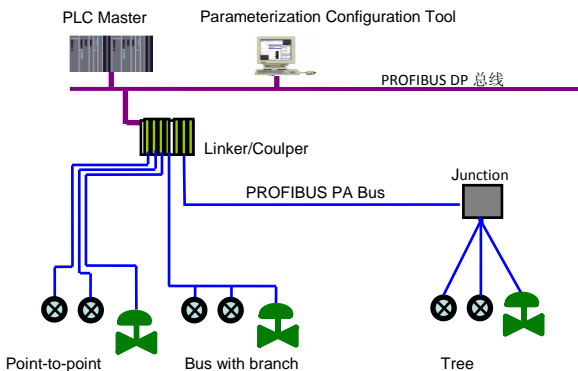 PLC Master
Parameterization Configuration Tool
PROFIBUS DP 总线
Linker/Coulper
Junction
PROFIBUS PA Bus
Point-to-point
Bus with branch
Tree